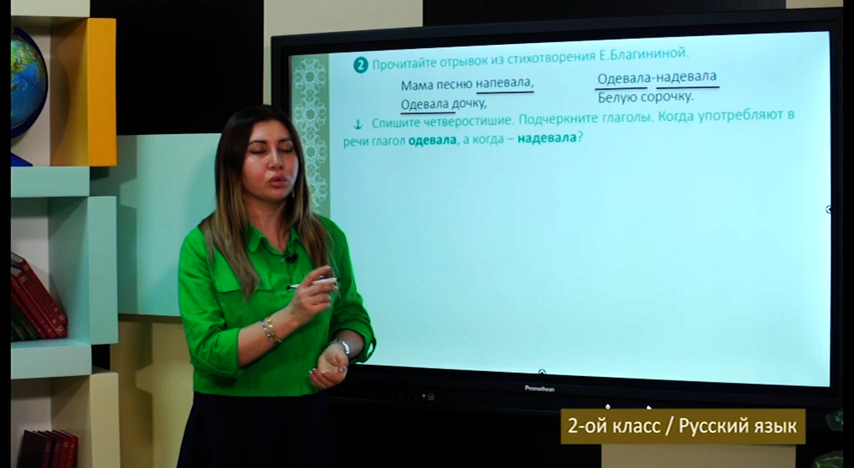 2 Прочитайте отрывок из стихотворения Е.Благининой.
Мама песню напевала,
Одевала дочку,
Одевала-надевала
Белую сорочку.
Спишите четверостишие. Подчеркните глаголы. Когда употребляют в
речи глагол одевала, а когда – надевала?
Promethean
2-ой класс / Русский язык